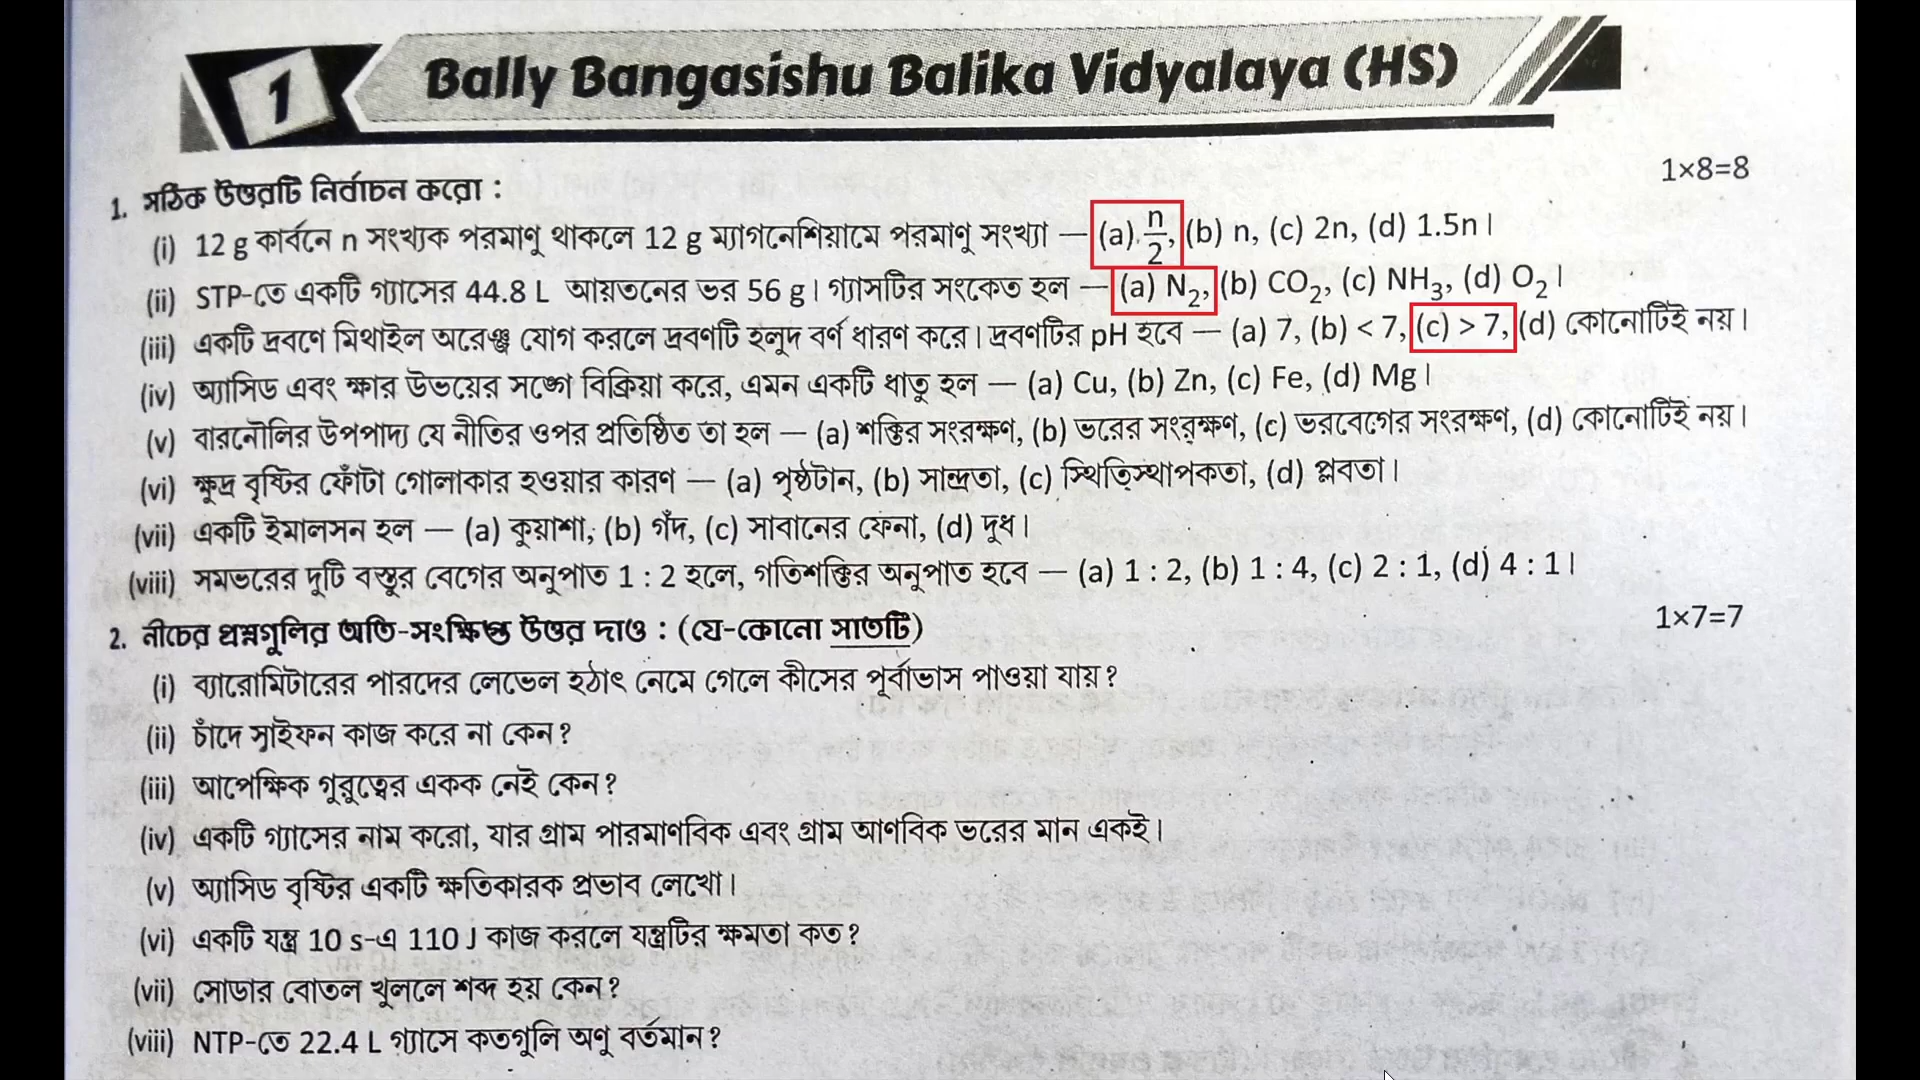 1 Bally Bangasishu Balika Vidyalaya (HS)
1. সঠিক উত্তরটি নির্বাচন করো : 1×8=8
(i) 12 g কার্বনে n সংখ্যক পরমাণু থাকলে 12 g ম্যাগনেশিয়ামে পরমাণু সংখ্যা — (a) n/2, (b) n, (c) 2n, (d) 1.5n।
(ii) STP-তে একটি গ্যাসের 44.8 L আয়তনের ভর 56 g। গ্যাসটির সংকেত হল — (a) N₂, (b) CO₂, (c) NH₃, (d) O₂।
(iii) একটি দ্রবণে মিথাইল অরেঞ্জ যোগ করলে দ্রবণটি হলুদ বর্ণ ধারণ করে। দ্রবণটির pH হবে — (a) 7, (b) < 7, (c) > 7, (d) কোনোটিই নয়।
(iv) অ্যাসিড এবং ক্ষার উভয়ের সঙ্গে বিক্রিয়া করে, এমন একটি ধাতু হল — (a) Cu, (b) Zn, (c) Fe, (d) Mg।
(v) বারনৌলির উপপাদ্য যে নীতির ওপর প্রতিষ্ঠিত তা হল — (a) শক্তির সংরক্ষণ, (b) ভরের সংরক্ষণ, (c) ভরবেগের সংরক্ষণ, (d) কোনোটিই নয়।
(vi) ক্ষুদ্র বৃষ্টির ফোঁটা গোলাকার হওয়ার কারণ — (a) পৃষ্ঠটান, (b) সান্দ্রতা, (c) স্থিতিস্থাপকতা, (d) প্লবতা।
(vii) একটি ইমালসন হল — (a) কুয়াশা, (b) গঁদ, (c) সাবানের ফেনা, (d) দুধ।
(viii) সমভরের দুটি বস্তুর বেগের অনুপাত 1 : 2 হলে, গতিশক্তির অনুপাত হবে — (a) 1 : 2, (b) 1 : 4, (c) 2 : 1, (d) 4 : 1।
2. নীচের প্রশ্নগুলির অতি-সংক্ষিপ্ত উত্তর দাও : (যে-কোনো সাতটি) 1×7=7
(i) ব্যারোমিটারের পারদের লেভেল হঠাৎ নেমে গেলে কীসের পূর্বাভাস পাওয়া যায়?
(ii) চাঁদে সাইফন কাজ করে না কেন?
(iii) আপেক্ষিক গুরুত্বের একক নেই কেন?
(iv) একটি গ্যাসের নাম করো, যার গ্রাম পারমাণবিক এবং গ্রাম আণবিক ভরের মান একই।
(v) অ্যাসিড বৃষ্টির একটি ক্ষতিকারক প্রভাব লেখো।
(vi) একটি যন্ত্র 10 s-এ 110 J কাজ করলে যন্ত্রটির ক্ষমতা কত?
(vii) সোডার বোতল খুললে শব্দ হয় কেন?
(viii) NTP-তে 22.4 L গ্যাসে কতগুলি অণু বর্তমান?